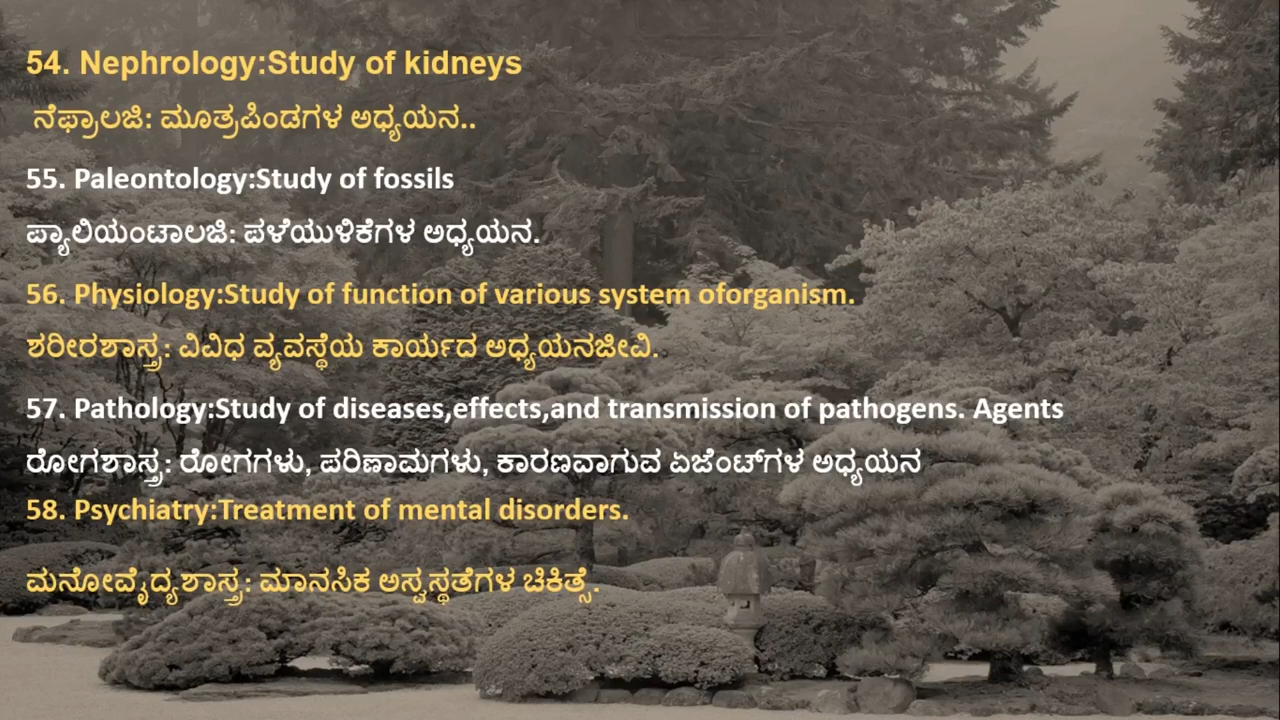 54. Nephrology:Study of kidneys
ನೆಫ್ರಾಲಜಿ: ಮೂತ್ರಪಿಂಡಗಳ ಅಧ್ಯಯನ..
55. Paleontology:Study of fossils
ಪ್ಯಾಲಿಯಂಟಾಲಜಿ: ಪಳೆಯುಳಿಕೆಗಳ ಅಧ್ಯಯನ.
56. Physiology:Study of function of various system oforganism.
ಶರೀರಶಾಸ್ತ್ರ: ವಿವಿಧ ವ್ಯವಸ್ಥೆಯ ಕಾರ್ಯದ ಅಧ್ಯಯನಜೀವಿ.
57. Pathology:Study of diseases,effects,and transmission of pathogens. Agents
ರೋಗಶಾಸ್ತ್ರ: ರೋಗಗಳು, ಪರಿಣಾಮಗಳು, ಕಾರಣವಾಗುವ ಏಜೆಂಟ್‌ಗಳ ಅಧ್ಯಯನ
58. Psychiatry:Treatment of mental disorders.
ಮನೋವೈದ್ಯಶಾಸ್ತ್ರ: ಮಾನಸಿಕ ಅಸ್ವಸ್ಥತೆಗಳ ಚಿಕಿತ್ಸೆ.